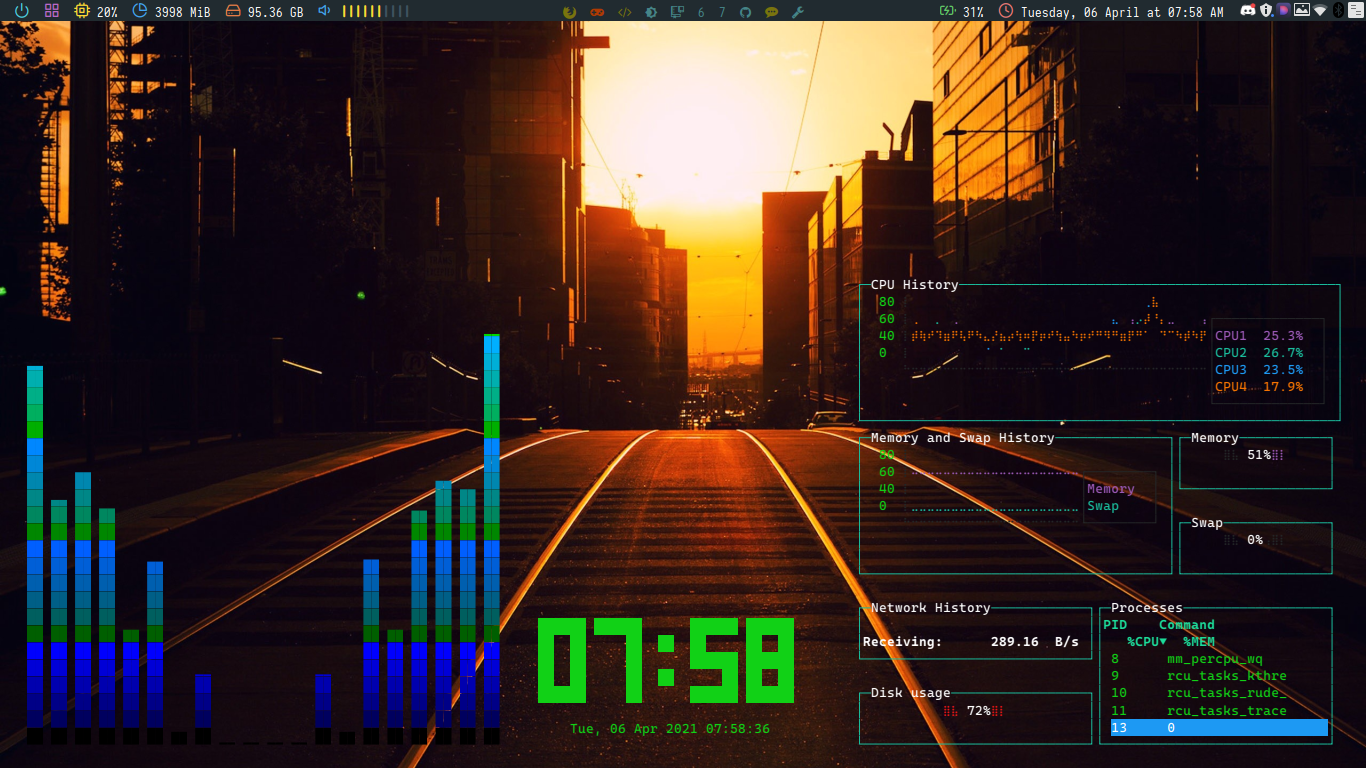 20% 3998 MiB 95.36 GB 6 7 31% Tuesday, 06 April at 07:58 AM
CPU History
80
60
40
0
CPU1 25.3%
CPU2 26.7%
CPU3 23.5%
CPU4 17.9%
Memory and Swap History
80
60
40
0
Memory
Swap
Memory
51%
Swap
0%
Network History
Receiving: 289.16 B/s
Disk usage
72%
Processes
PID Command
%CPU▼ %MEM
8 mm_percpu_wq
9 rcu_tasks_kthre
10 rcu_tasks_rude_
11 rcu_tasks_trace
13 0
07:58
Tue, 06 Apr 2021 07:58:36